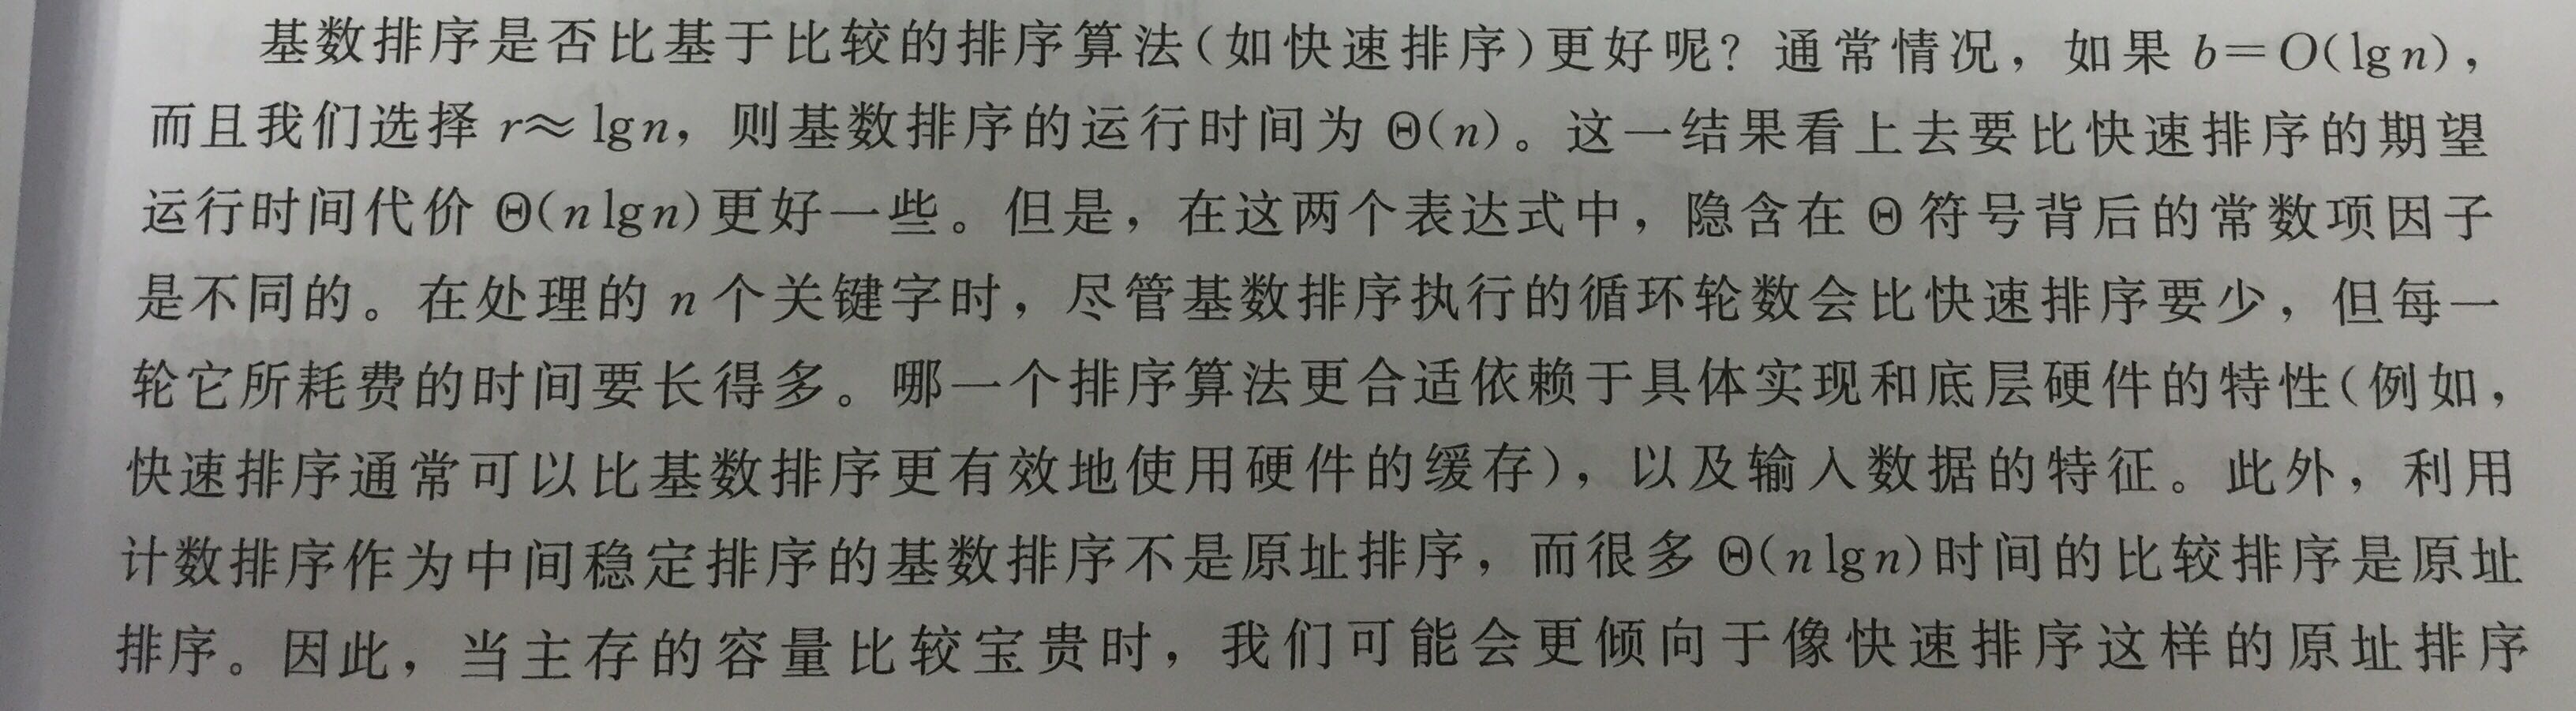 基数排序是否比基于比较的排序算法(如快速排序)更好呢？通常情况，如果 b=O(lg n)，
而且我们选择 r≈lgn，则基数排序的运行时间为 Θ(n)。这一结果看上去要比快速排序的期望
运行时间代价 Θ(n lg n)更好一些。但是，在这两个表达式中，隐含在 Θ 符号背后的常数项因子
是不同的。在处理的 n 个关键字时，尽管基数排序执行的循环轮数会比快速排序要少，但每一
轮它所耗费的时间要长得多。哪一个排序算法更合适依赖于具体实现和底层硬件的特性(例如，
快速排序通常可以比基数排序更有效地使用硬件的缓存)，以及输入数据的特征。此外，利用
计数排序作为中间稳定排序的基数排序不是原址排序，而很多 Θ(n lg n)时间的比较排序是原址
排序。因此，当主存的容量比较宝贵时，我们可能会更倾向于像快速排序这样的原址排序